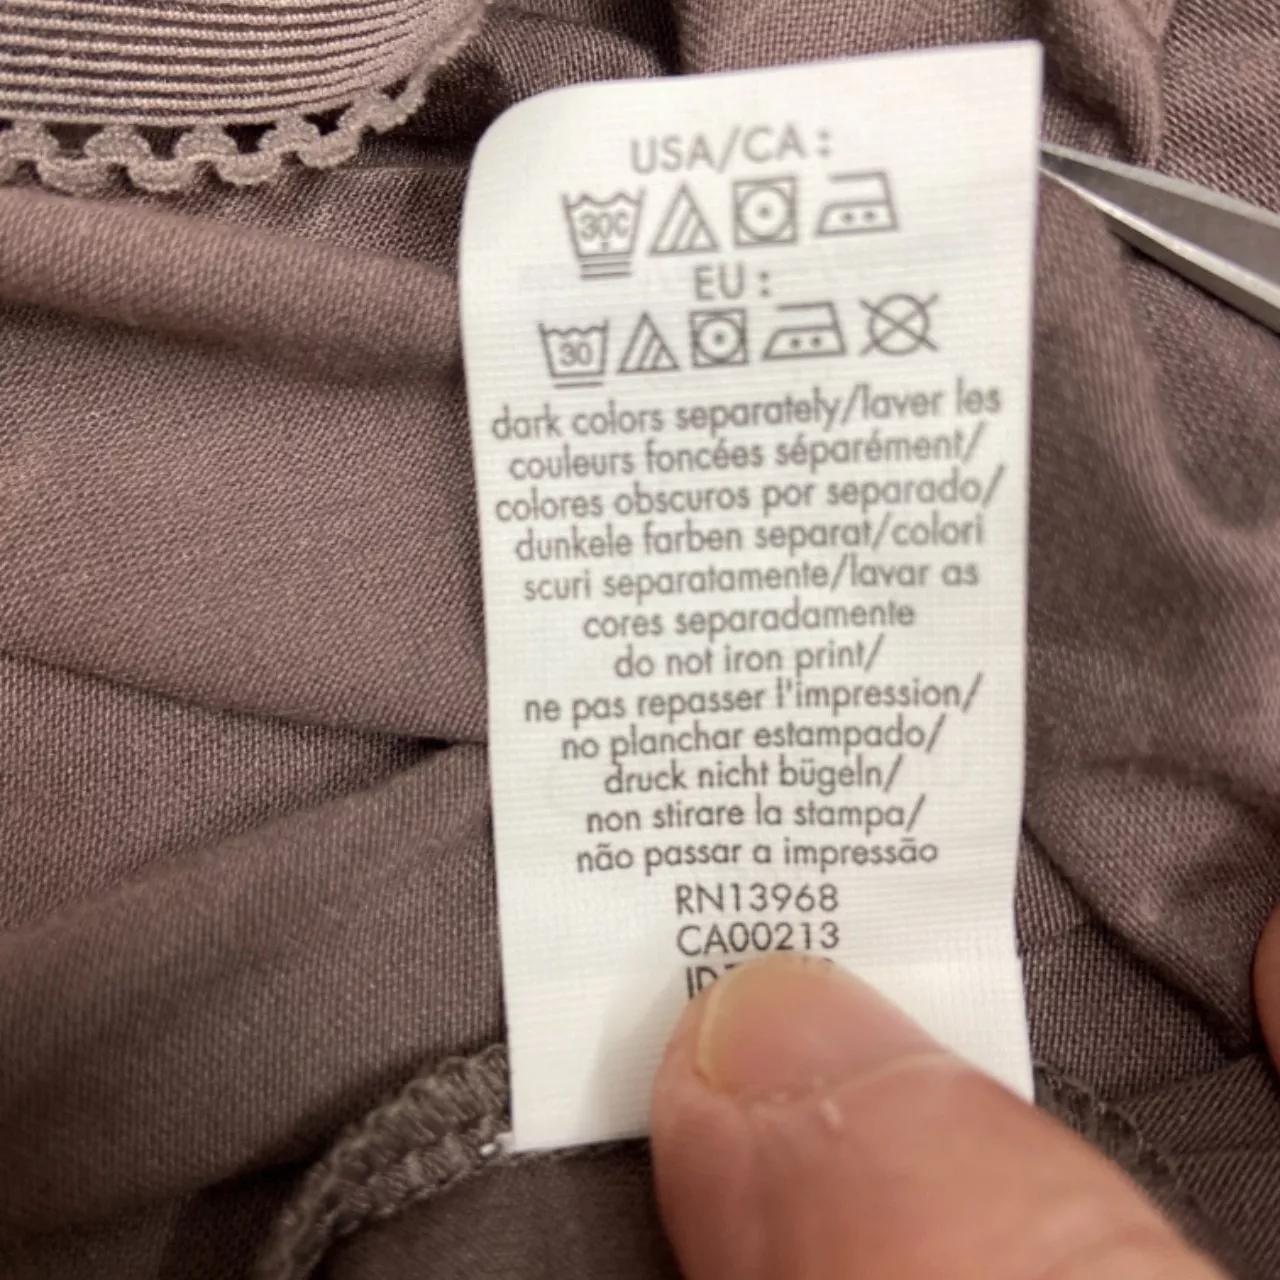 USA/CA:
30C
EU:
30
dark colors separately/laver les
couleurs foncées séparément/
colores obscuros por separado/
dunkele farben separat/colori
scuri separatamente/lavar as
cores separadamente
do not iron print/
ne pas repasser l'impression/
no planchar estampado/
druck nicht bügeln/
non stirare la stampa/
não passar a impressão
RN13968
CA00213